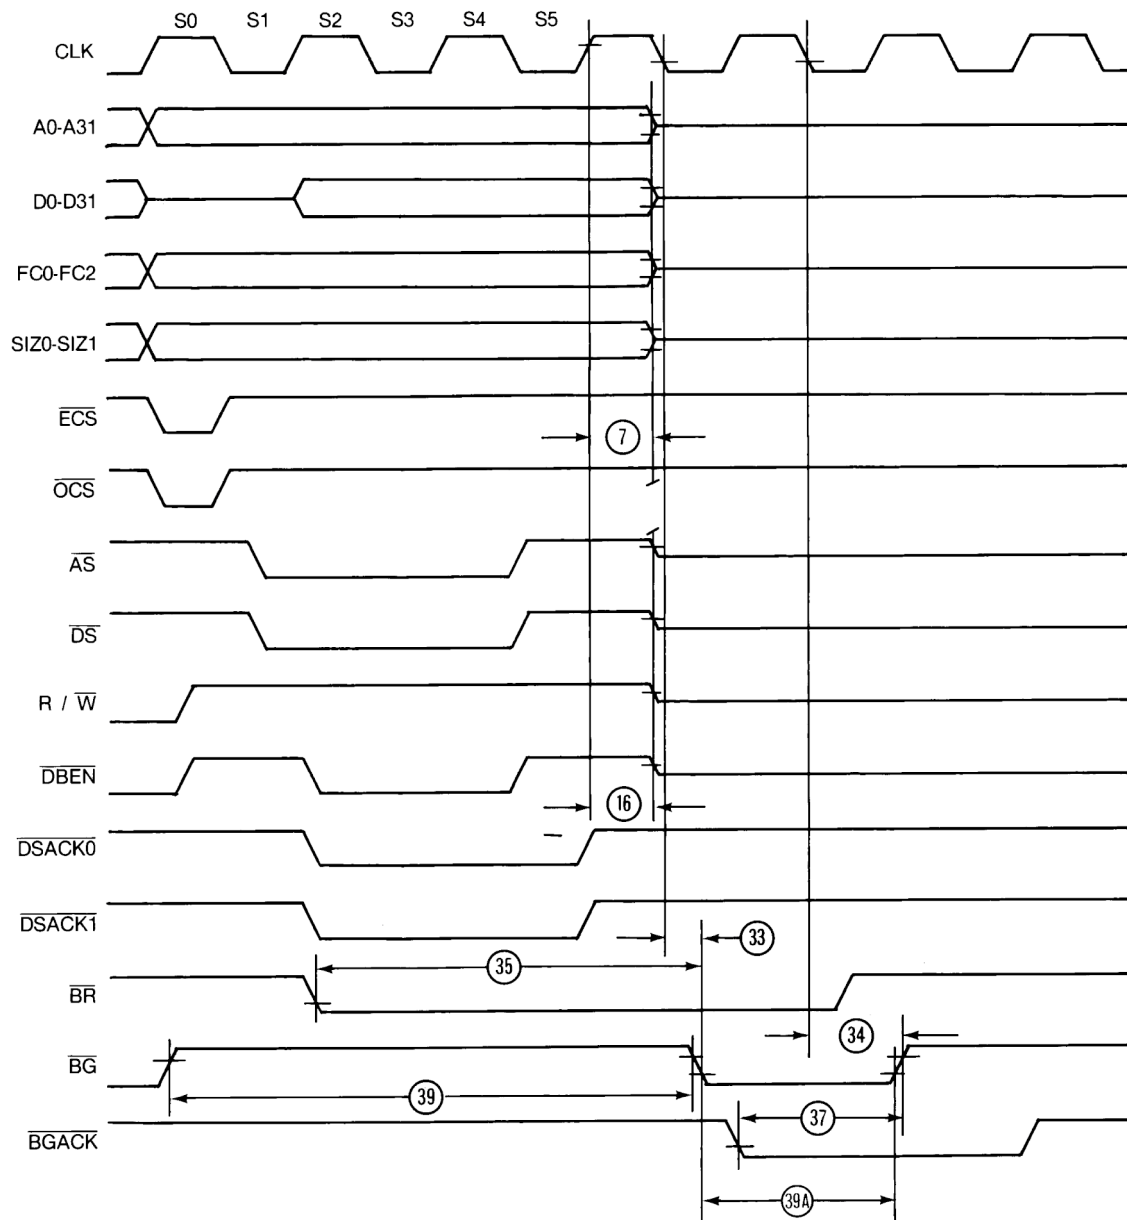 S0 S1 S2 S3 S4 S5
CLK
A0-A31
D0-D31
FC0-FC2
SIZ0-SIZ1
ECS
7
OCS
AS
DS
R / W
DBEN
16
DSACK0
DSACK1
33
35
BR
34
BG
39
37
BGACK
39A